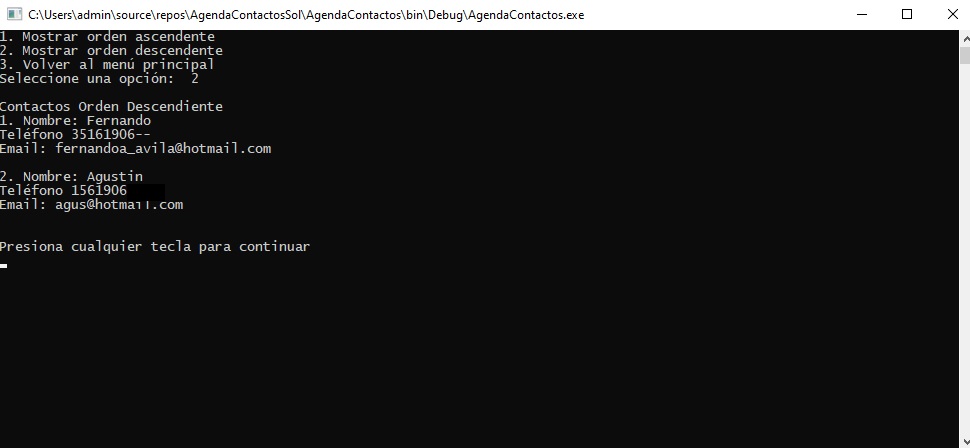 C:\Users\admin\source\repos\AgendaContactosSol\AgendaContactos\bin\Debug\AgendaContactos.exe
1. Mostrar orden ascendente
2. Mostrar orden descendente
3. Volver al menú principal
Seleccione una opción:  2
Contactos Orden Descendiente
1. Nombre: Fernando
Teléfono 35161906--
Email: fernandoa_avila@hotmail.com
2. Nombre: Agustin
Teléfono 1561906
Email: agus@hotmail.com
Presiona cualquier tecla para continuar